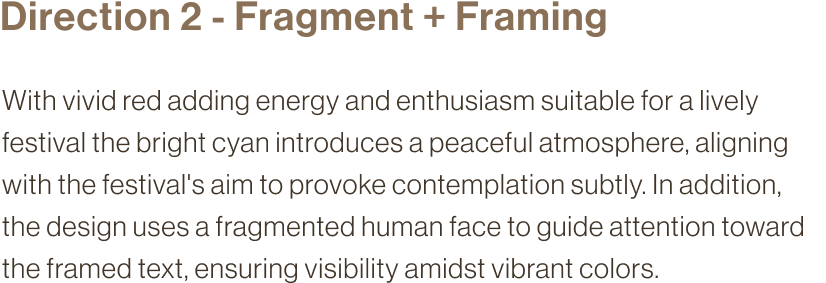 Direction 2 - Fragment + Framing
With vivid red adding energy and enthusiasm suitable for a lively
festival the bright cyan introduces a peaceful atmosphere, aligning
with the festival's aim to provoke contemplation subtly. In addition,
the design uses a fragmented human face to guide attention toward
the framed text, ensuring visibility amidst vibrant colors.